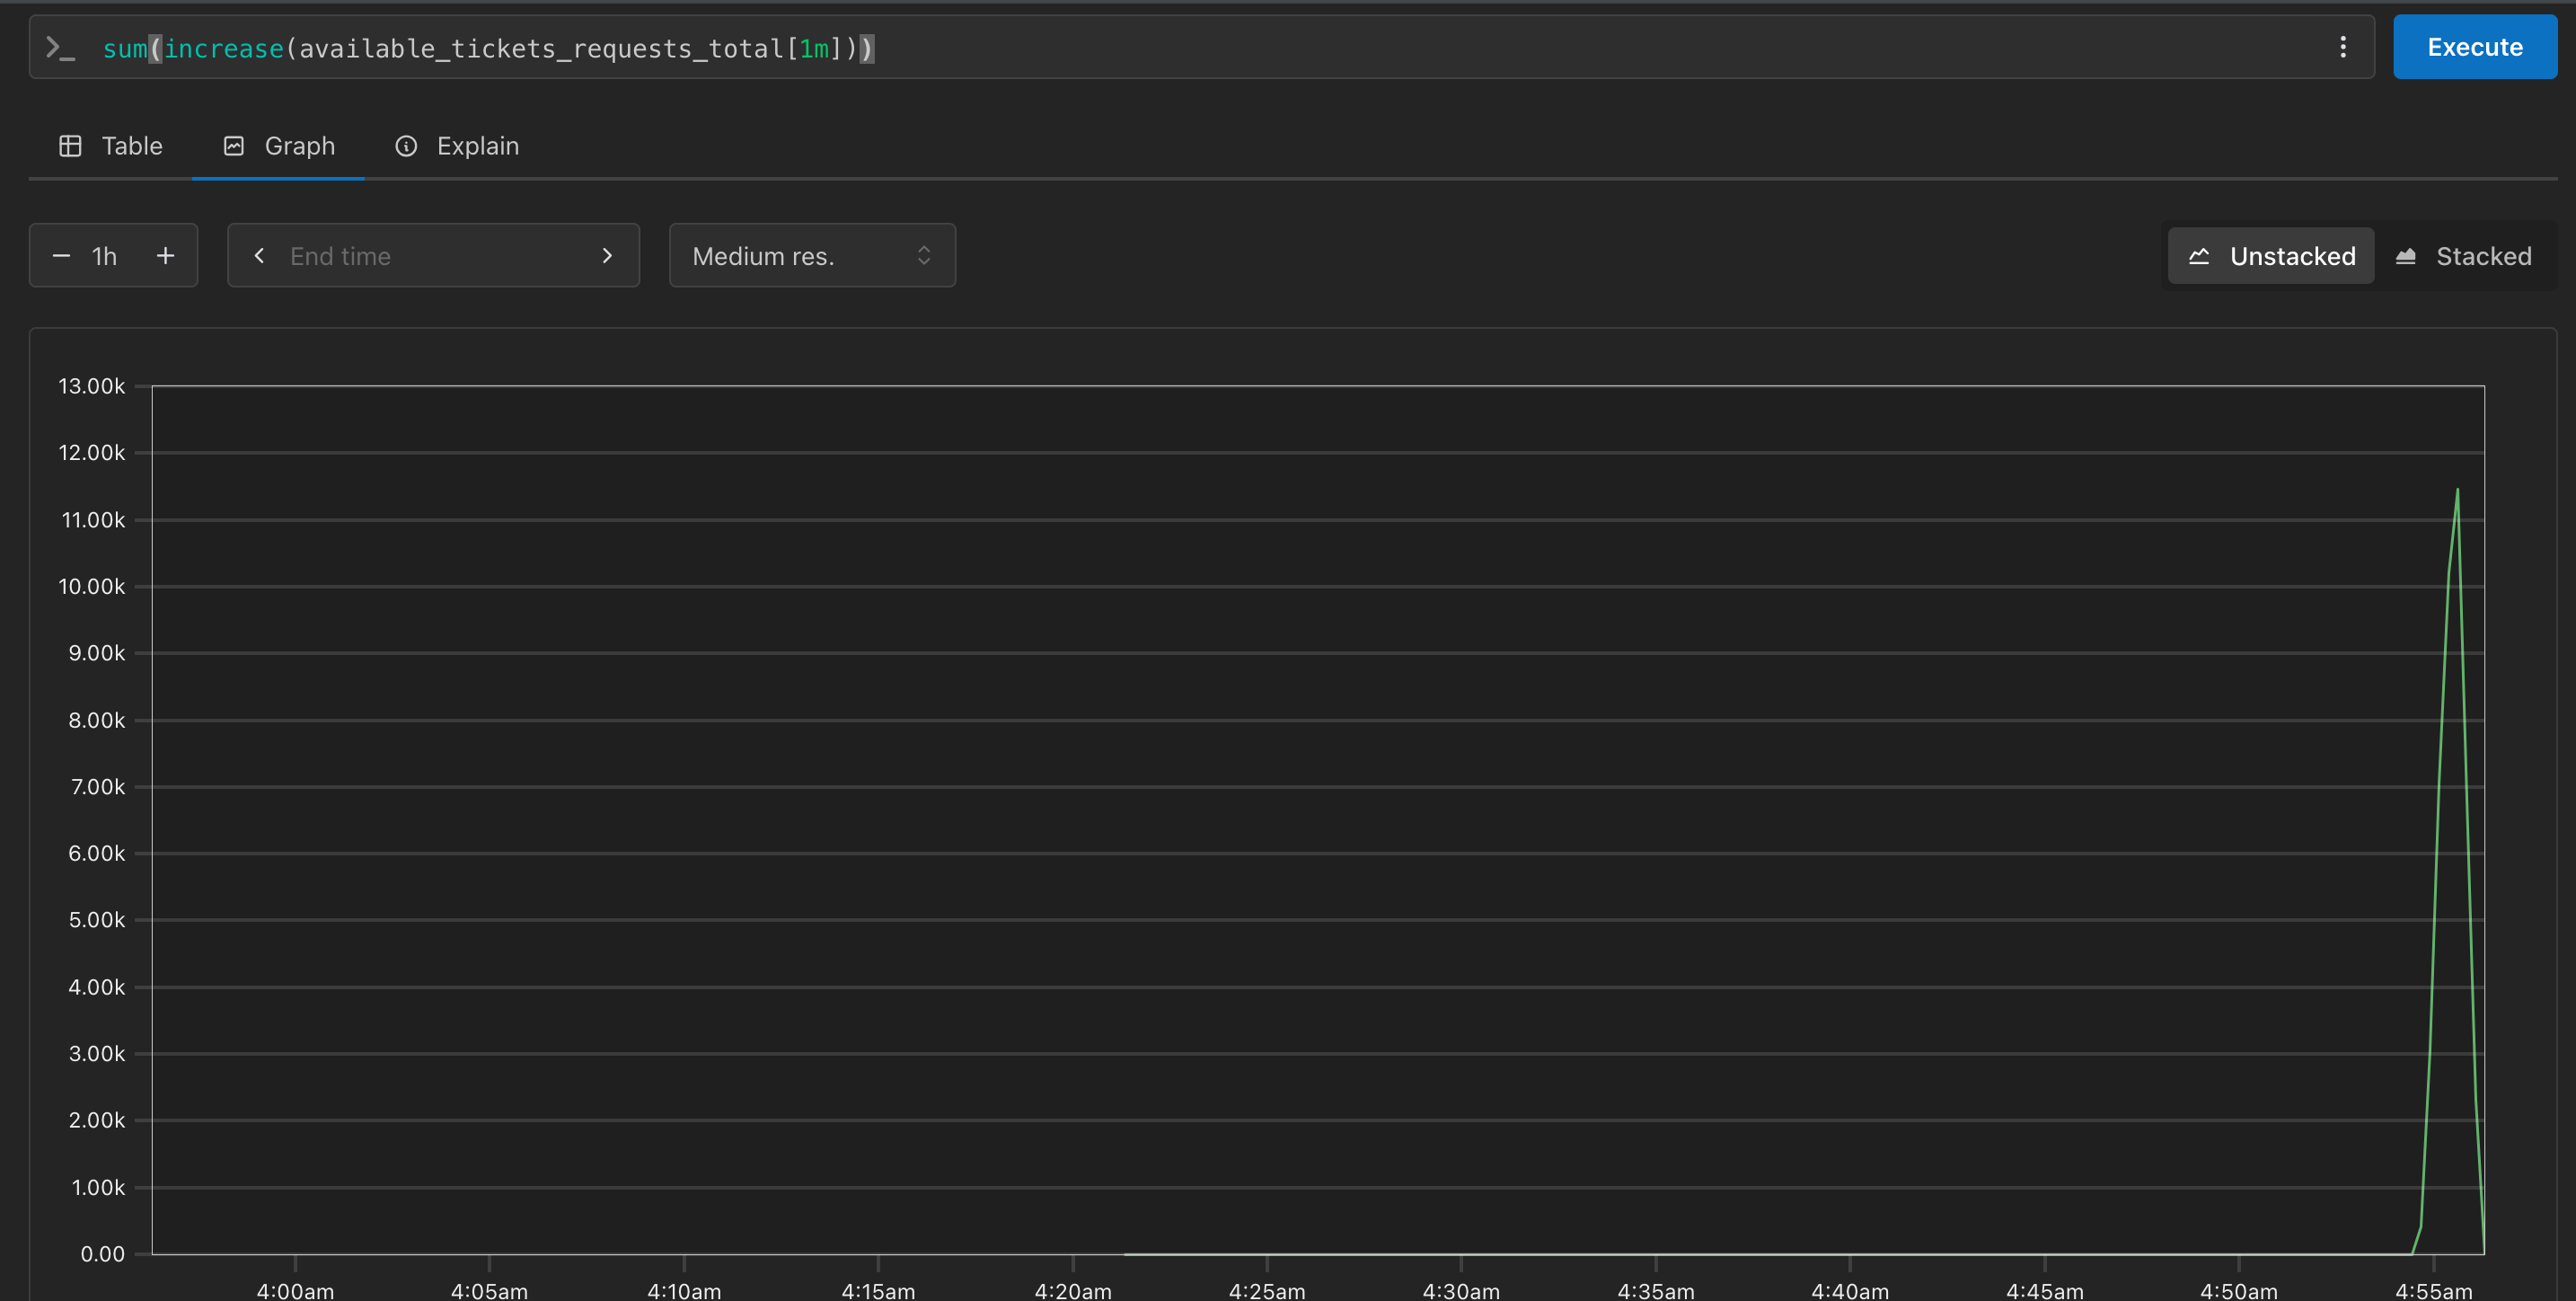 sum(increase(available_tickets_requests_total[1m]))
Execute
Table Graph Explain
1h End time Medium res. Unstacked Stacked
13.00k
12.00k
11.00k
10.00k
9.00k
8.00k
7.00k
6.00k
5.00k
4.00k
3.00k
2.00k
1.00k
0.00
4:00am 4:05am 4:10am 4:15am 4:20am 4:25am 4:30am 4:35am 4:40am 4:45am 4:50am 4:55am